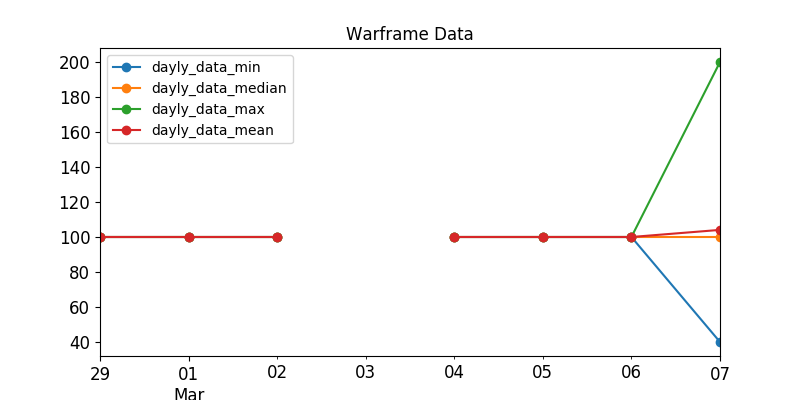 Warframe Data
dayly_data_min
dayly_data_median
dayly_data_max
dayly_data_mean
200
180
160
140
120
100
80
60
40
29 01 02 03 04 05 06 07
Mar